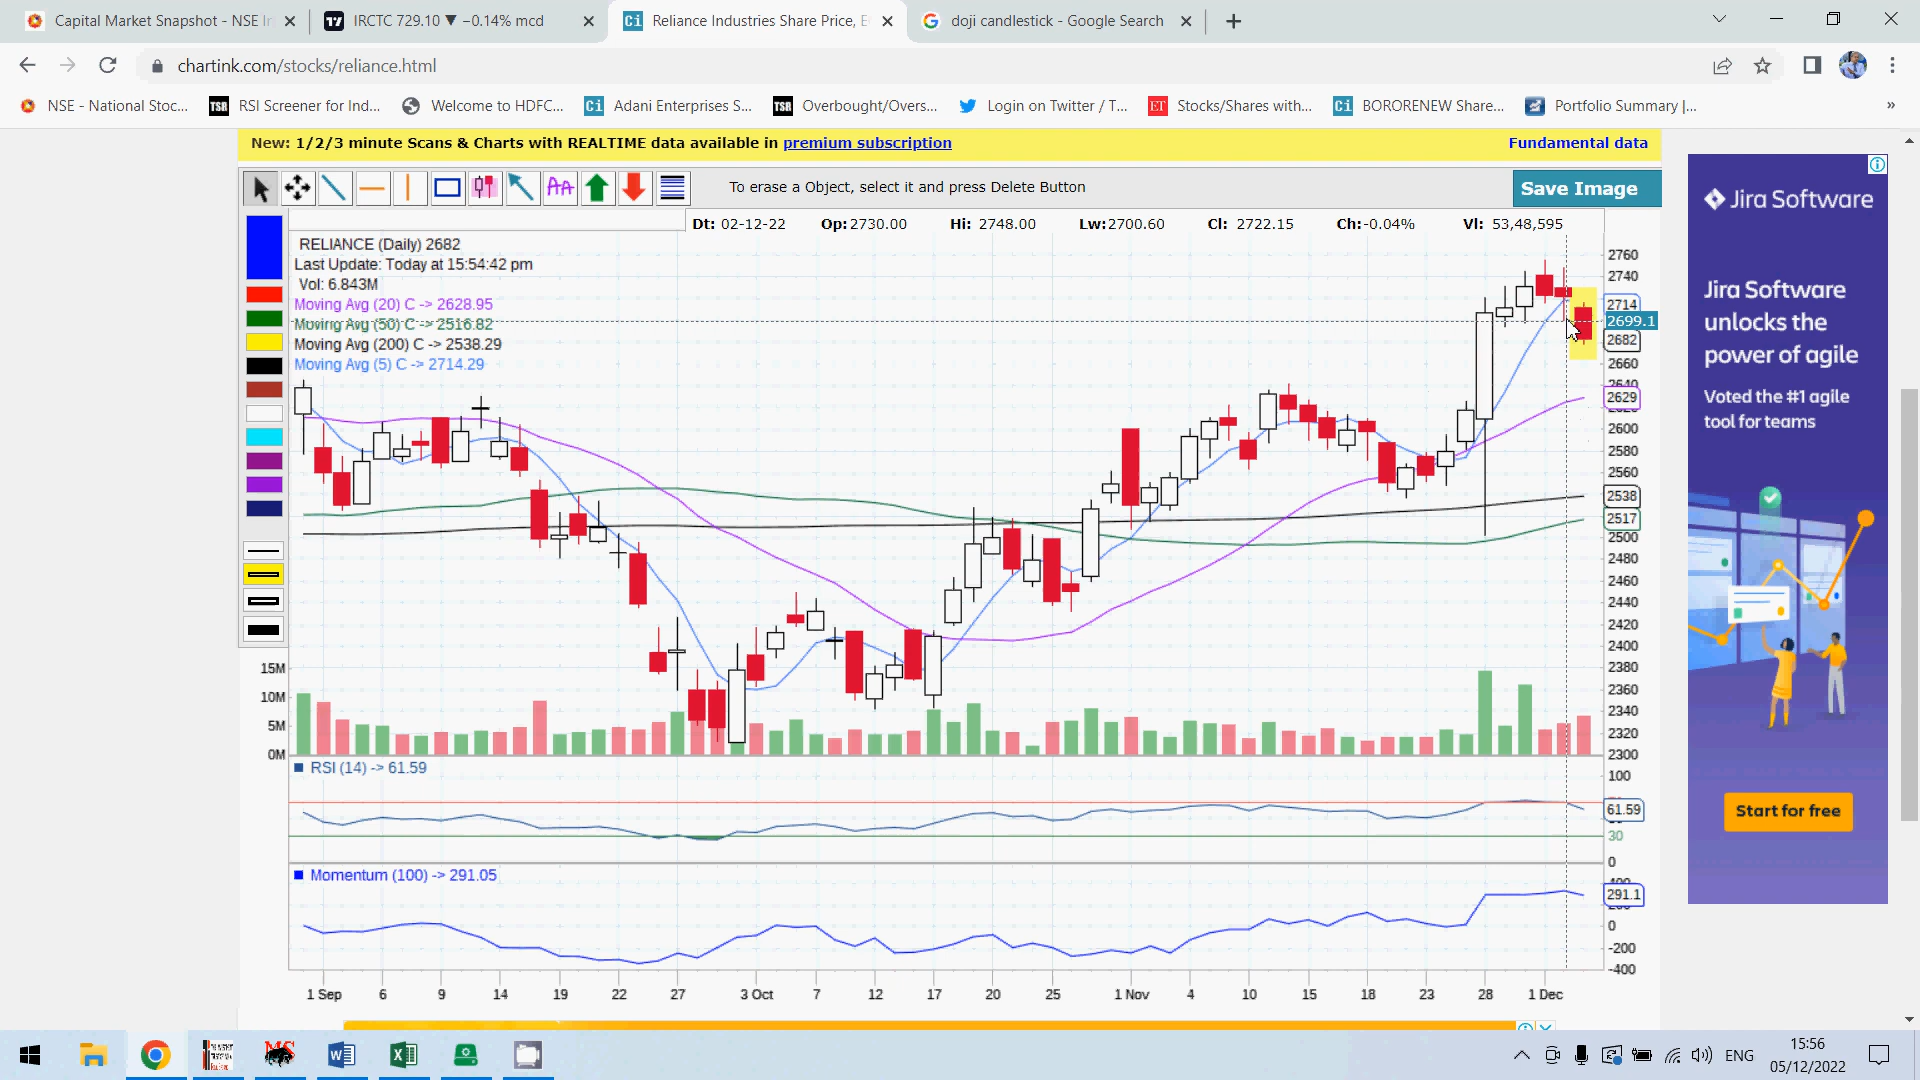 Capital Market Snapshot - NSE In
IRCTC 729.10 ▼ −0.14% mcd
Reliance Industries Share Price, E
doji candlestick - Google Search
chartink.com/stocks/reliance.html
NSE - National Stoc...
RSI Screener for Ind...
Welcome to HDFC...
Adani Enterprises S...
Overbought/Overs...
Login on Twitter / T...
Stocks/Shares with...
BORORENEW Share...
Portfolio Summary |...
New: 1/2/3 minute Scans & Charts with REALTIME data available in premium subscription
Fundamental data
To erase a Object, select it and press Delete Button
Save Image
Dt: 02-12-22 Op:2730.00 Hi: 2748.00 Lw:2700.60 Cl: 2722.15 Ch:-0.04% Vl: 53,48,595
RELIANCE (Daily) 2682
Last Update: Today at 15:54:42 pm
Vol: 6.843M
Moving Avg (20) C -> 2628.95
Moving Avg (50) C -> 2516.82
Moving Avg (200) C -> 2538.29
Moving Avg (5) C -> 2714.29
2760
2740
2714
2699.1
2682
2660
2640
2629
2600
2580
2560
2538
2517
2500
2480
2460
2440
2420
2400
2380
2360
2340
2320
2300
15M
10M
5M
0M
RSI (14) -> 61.59
100
61.59
30
0
Momentum (100) -> 291.05
291.1
0
-200
-400
1 Sep 6 9 14 19 22 27 3 Oct 7 12 17 20 25 1 Nov 4 10 15 18 23 28 1 Dec
Jira Software
Jira Software
unlocks the
power of agile
Voted the #1 agile
tool for teams
Start for free
ENG
15:56
05/12/2022